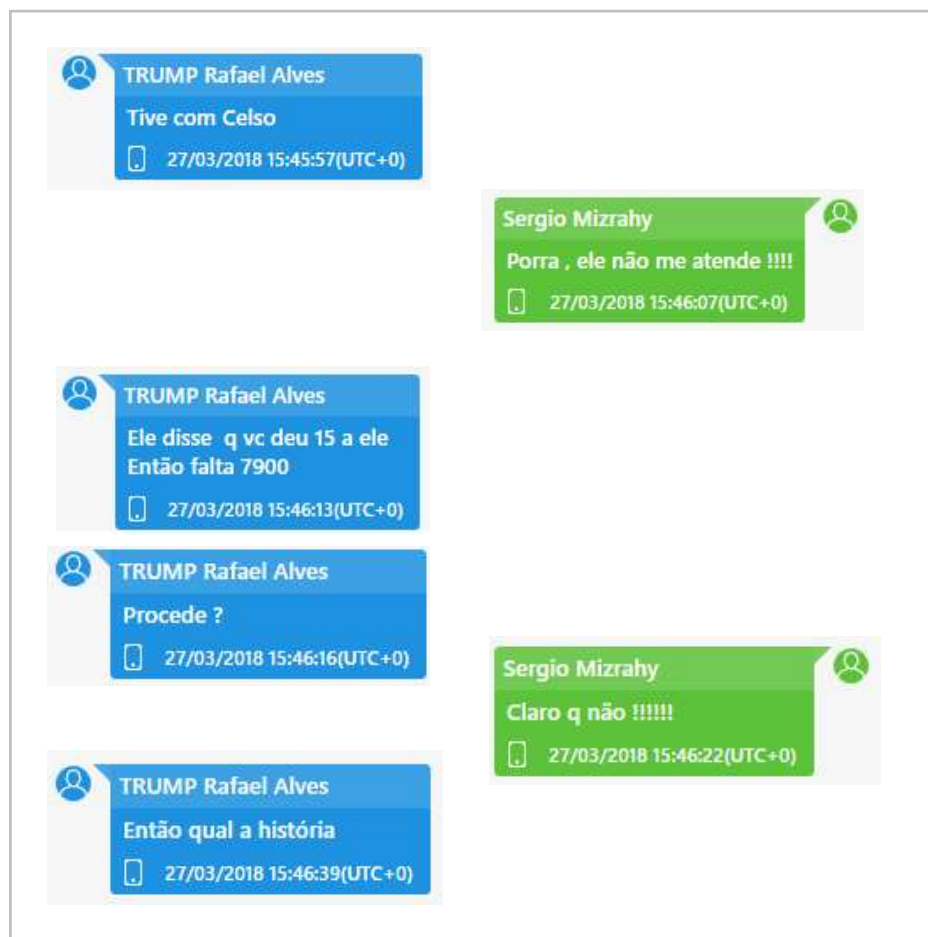 TRUMP Rafael Alves
Tive com Celso
27/03/2018 15:45:57(UTC+0)
Sergio Mizrahy
Porra , ele não me atende !!!!
27/03/2018 15:46:07(UTC+0)
TRUMP Rafael Alves
Ele disse  q vc deu 15 a ele
Então falta 7900
27/03/2018 15:46:13(UTC+0)
TRUMP Rafael Alves
Procede ?
27/03/2018 15:46:16(UTC+0)
Sergio Mizrahy
Claro q não !!!!!!
27/03/2018 15:46:22(UTC+0)
TRUMP Rafael Alves
Então qual a história
27/03/2018 15:46:39(UTC+0)